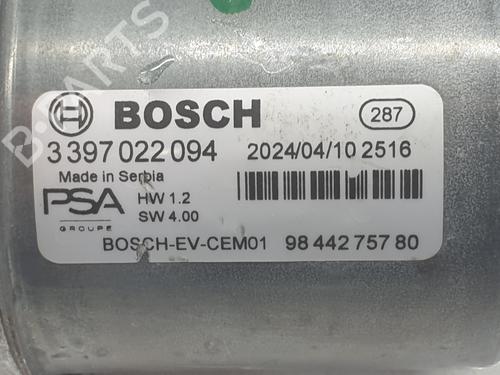 BOSCH
287
3 397 022 094 2024/04/10 2516
Made in Serbia
PSA HW 1.2
SW 4.00
GROUPE
BOSCH-EV-CEM01 98 442 757 80
B-PARTS